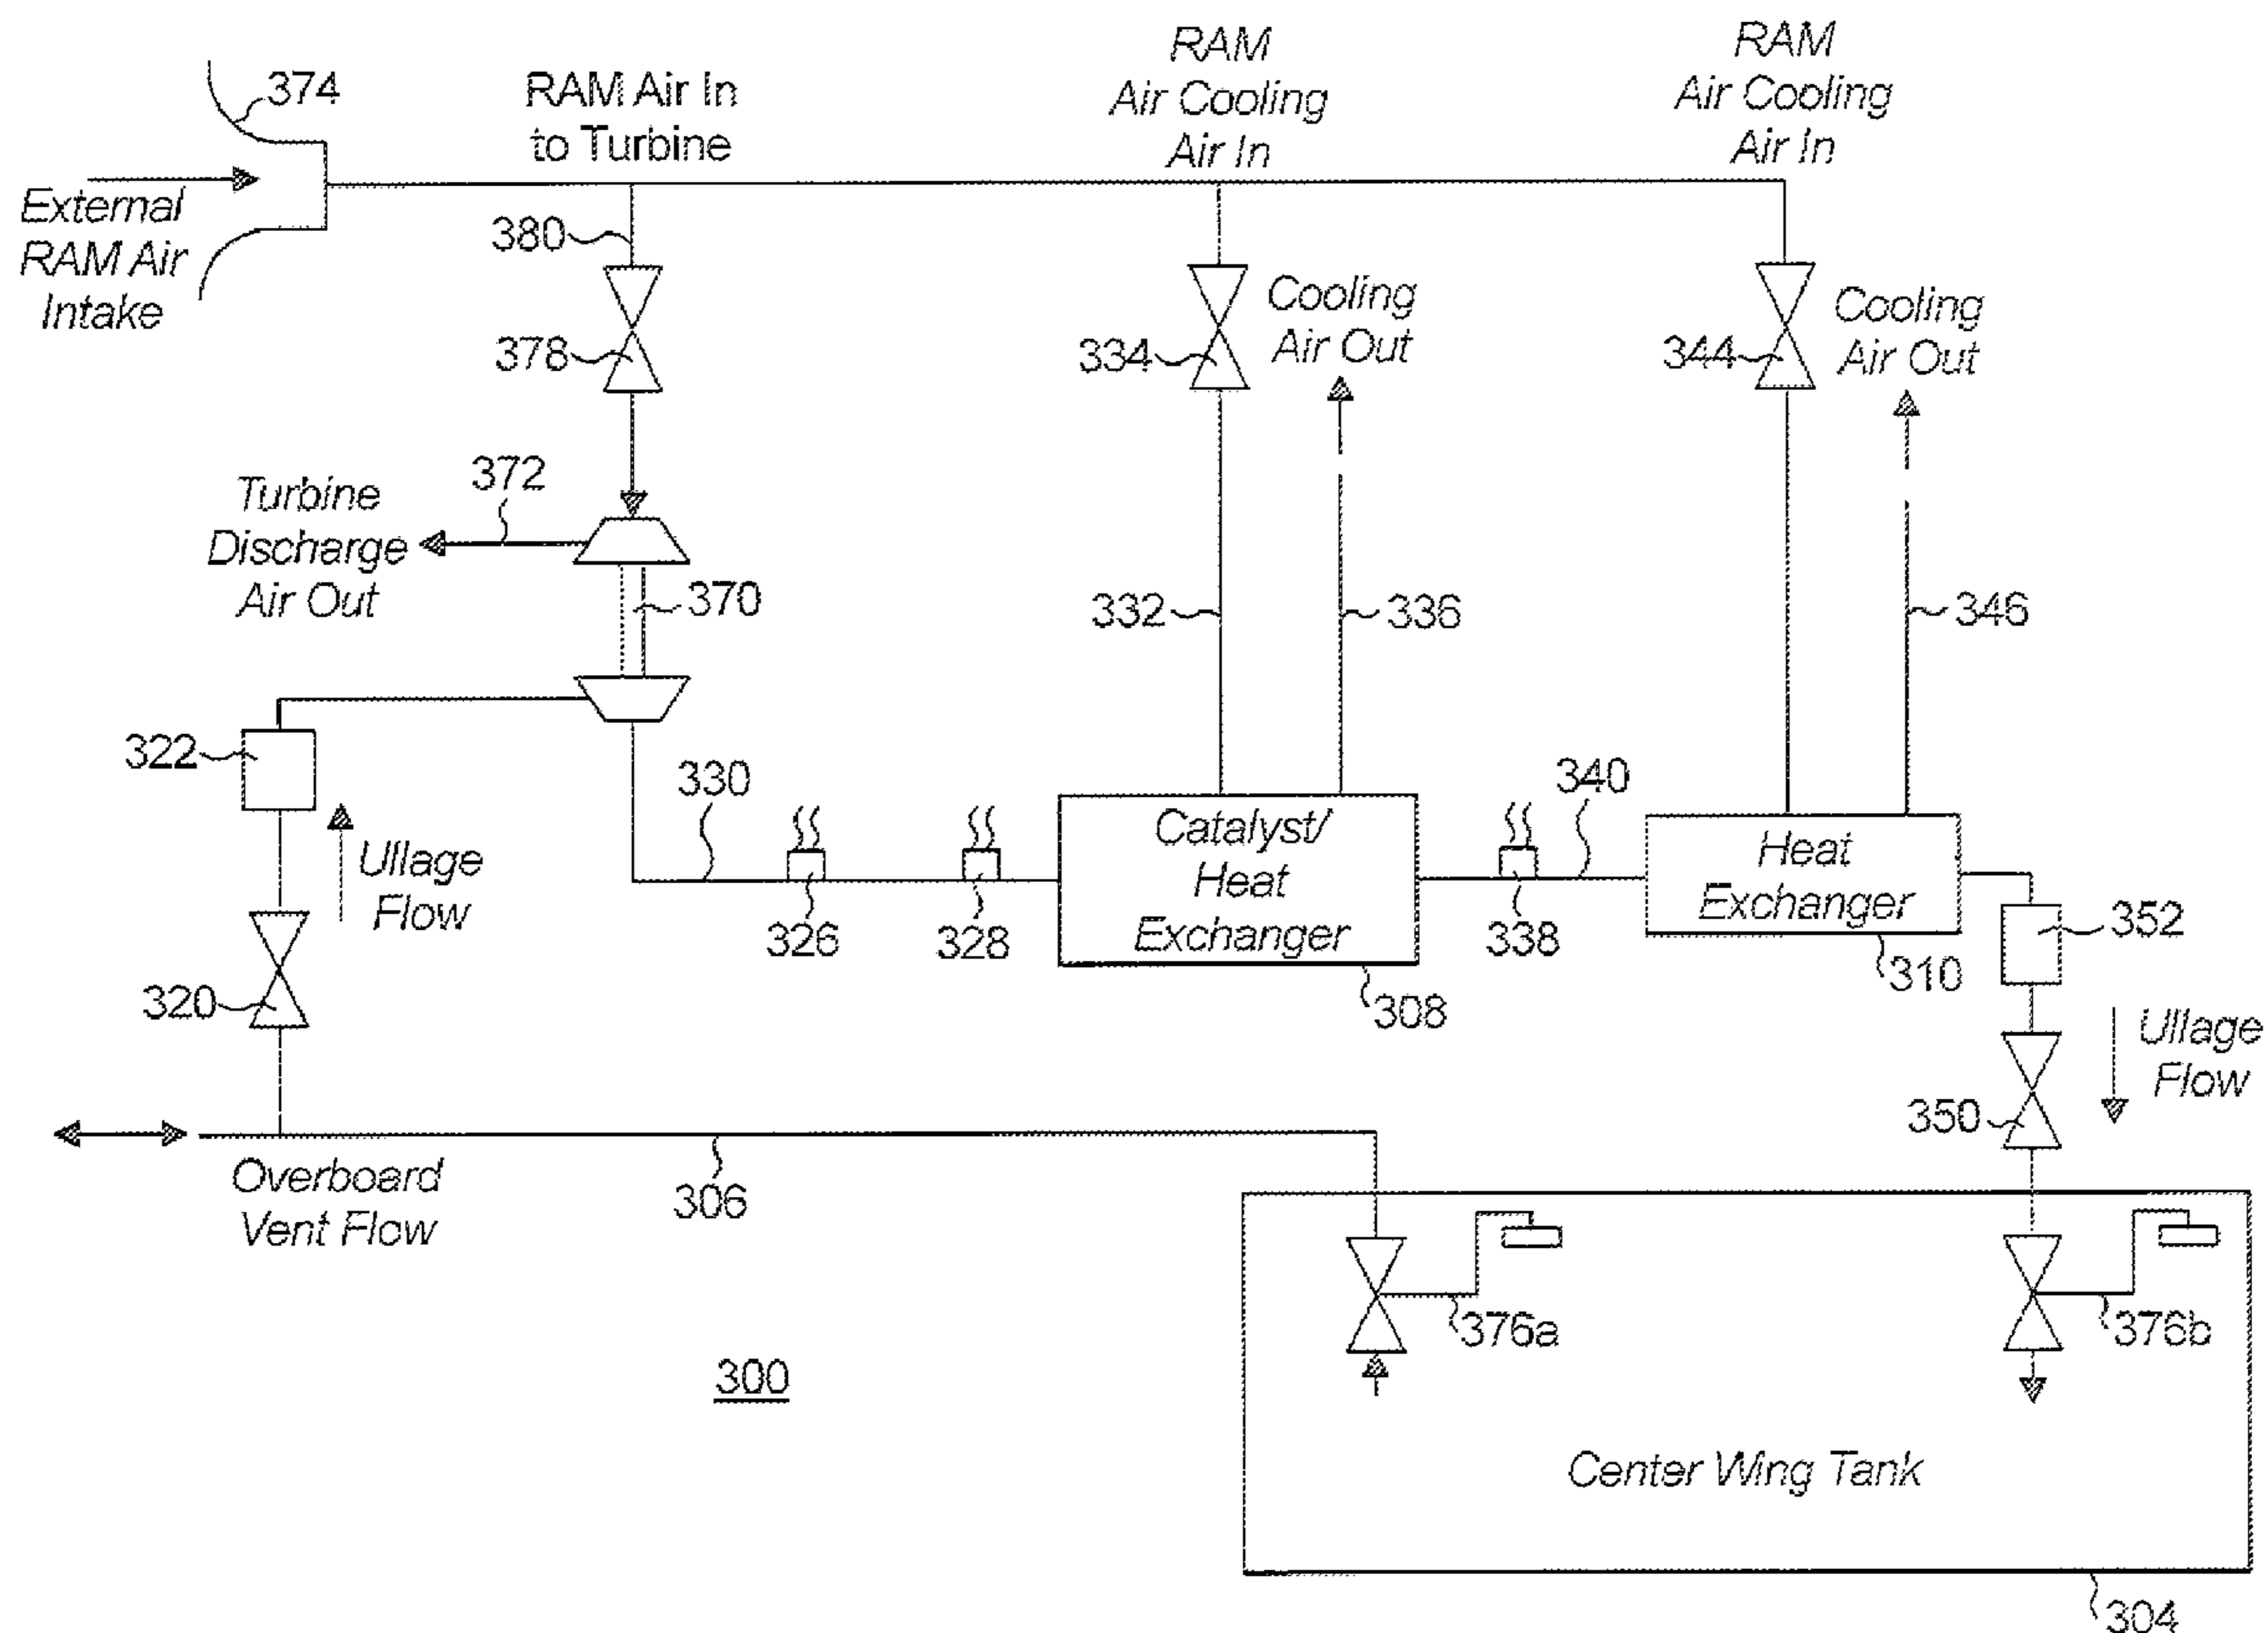 RAM
Air Cooling
Air In
RAM
Air Cooling
Air In
374
RAM Air In
to Turbine
External
RAM Air
Intake
380
378
334
Cooling
Air Out
344
Cooling
Air Out
372
Turbine
Discharge
Air Out
370
332
336
346
322
330
340
Ullage
Flow
326
328
Catalyst/
Heat
Exchanger
338
Heat
Exchanger
352
310
320
308
Ullage
Flow
350
Overboard
Vent Flow
306
376a
376b
300
Center Wing Tank
304